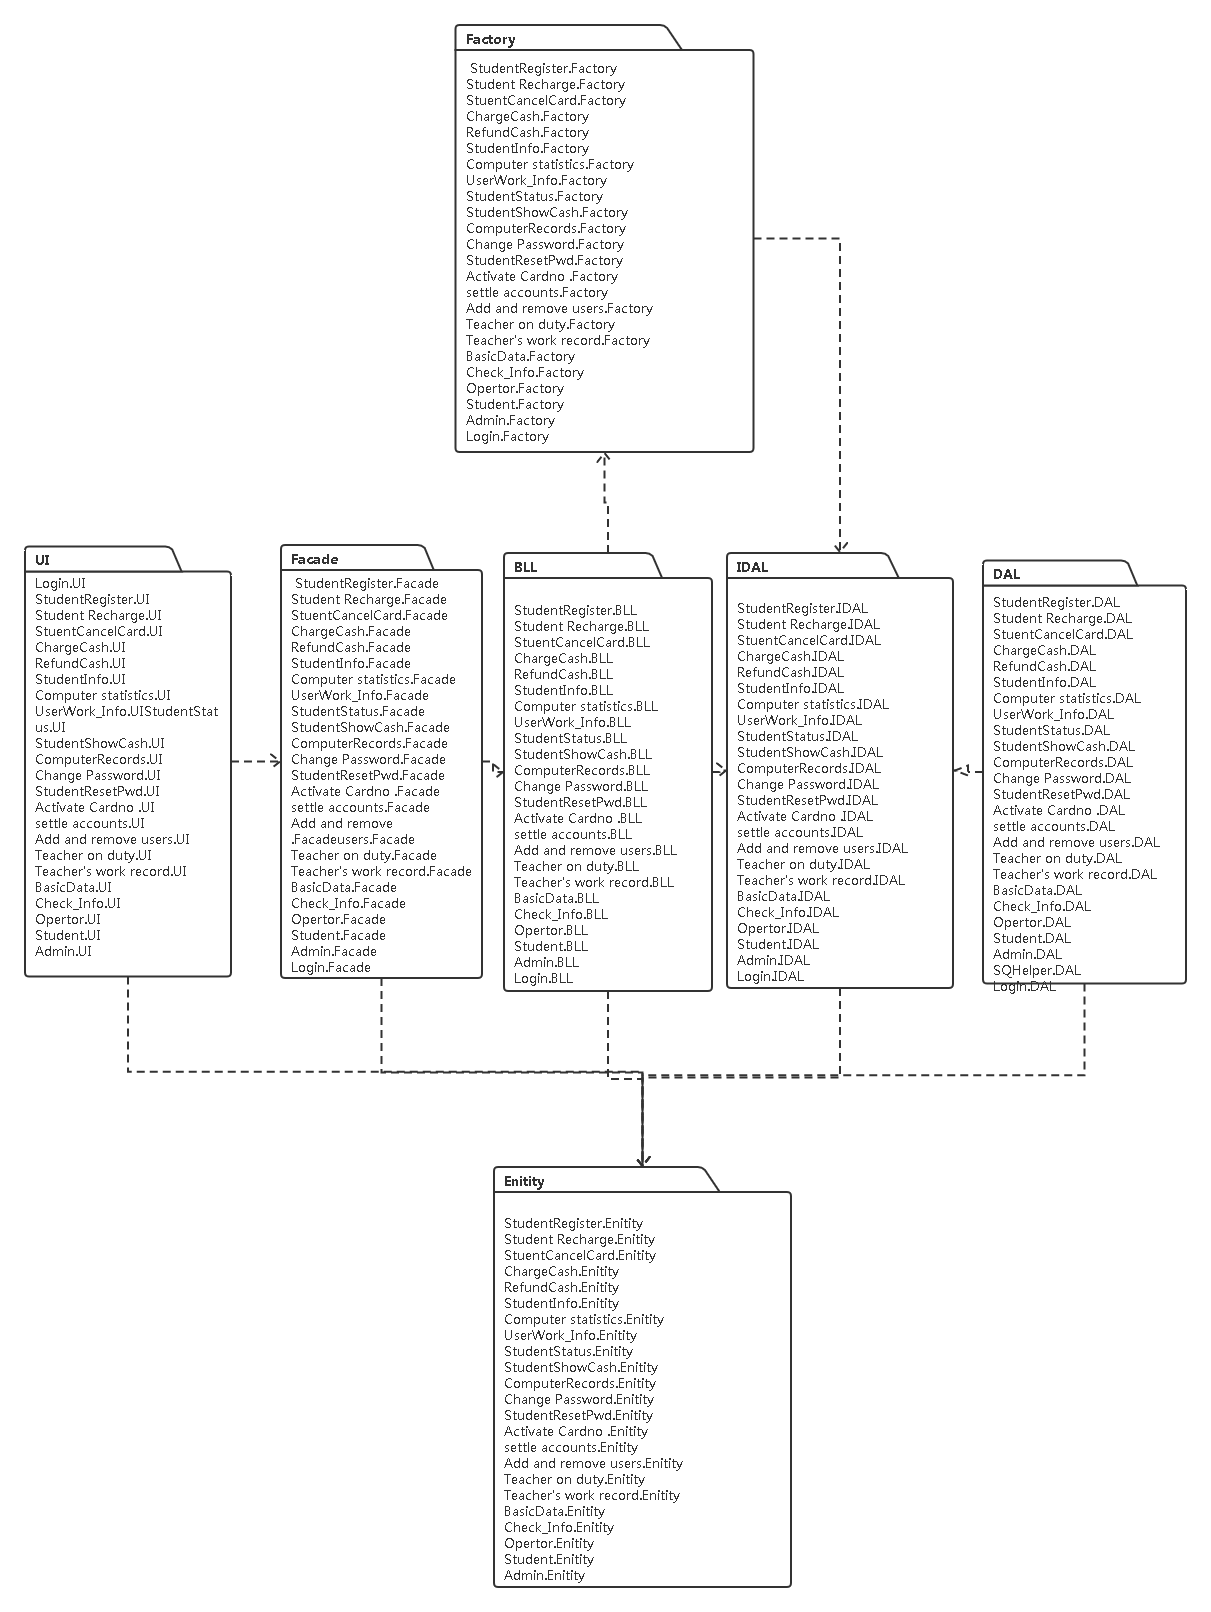 Factory
StudentRegister.Factory
Student Recharge.Factory
StuentCancelCard.Factory
ChargeCash.Factory
RefundCash.Factory
StudentInfo.Factory
Computer statistics.Factory
UserWork_Info.Factory
StudentStatus.Factory
StudentShowCash.Factory
ComputerRecords.Factory
Change Password.Factory
StudentResetPwd.Factory
Activate Cardno .Factory
settle accounts.Factory
Add and remove users.Factory
Teacher on duty.Factory
Teacher's work record.Factory
BasicData.Factory
Check_Info.Factory
Opertor.Factory
Student.Factory
Admin.Factory
Login.Factory
UI
Login.UI
StudentRegister.UI
Student Recharge.UI
StuentCancelCard.UI
ChargeCash.UI
RefundCash.UI
StudentInfo.UI
Computer statistics.UI
UserWork_Info.UIStudentStat
us.UI
StudentShowCash.UI
ComputerRecords.UI
Change Password.UI
StudentResetPwd.UI
Activate Cardno .UI
settle accounts.UI
Add and remove users.UI
Teacher on duty.UI
Teacher's work record.UI
BasicData.UI
Check_Info.UI
Opertor.UI
Student.UI
Admin.UI
Facade
StudentRegister.Facade
Student Recharge.Facade
StuentCancelCard.Facade
ChargeCash.Facade
RefundCash.Facade
StudentInfo.Facade
Computer statistics.Facade
UserWork_Info.Facade
StudentStatus.Facade
StudentShowCash.Facade
ComputerRecords.Facade
Change Password.Facade
StudentResetPwd.Facade
Activate Cardno .Facade
settle accounts.Facade
Add and remove
.Facadeusers.Facade
Teacher on duty.Facade
Teacher's work record.Facade
BasicData.Facade
Check_Info.Facade
Opertor.Facade
Student.Facade
Admin.Facade
Login.Facade
BLL
StudentRegister.BLL
Student Recharge.BLL
StuentCancelCard.BLL
ChargeCash.BLL
RefundCash.BLL
StudentInfo.BLL
Computer statistics.BLL
UserWork_Info.BLL
StudentStatus.BLL
StudentShowCash.BLL
ComputerRecords.BLL
Change Password.BLL
StudentResetPwd.BLL
Activate Cardno .BLL
settle accounts.BLL
Add and remove users.BLL
Teacher on duty.BLL
Teacher's work record.BLL
BasicData.BLL
Check_Info.BLL
Opertor.BLL
Student.BLL
Admin.BLL
Login.BLL
IDAL
StudentRegister.IDAL
Student Recharge.IDAL
StuentCancelCard.IDAL
ChargeCash.IDAL
RefundCash.IDAL
StudentInfo.IDAL
Computer statistics.IDAL
UserWork_Info.IDAL
StudentStatus.IDAL
StudentShowCash.IDAL
ComputerRecords.IDAL
Change Password.IDAL
StudentResetPwd.IDAL
Activate Cardno .IDAL
settle accounts.IDAL
Add and remove users.IDAL
Teacher on duty.IDAL
Teacher's work record.IDAL
BasicData.IDAL
Check_Info.IDAL
Opertor.IDAL
Student.IDAL
Admin.IDAL
Login.IDAL
DAL
StudentRegister.DAL
Student Recharge.DAL
StuentCancelCard.DAL
ChargeCash.DAL
RefundCash.DAL
StudentInfo.DAL
Computer statistics.DAL
UserWork_Info.DAL
StudentStatus.DAL
StudentShowCash.DAL
ComputerRecords.DAL
Change Password.DAL
StudentResetPwd.DAL
Activate Cardno .DAL
settle accounts.DAL
Add and remove users.DAL
Teacher on duty.DAL
Teacher's work record.DAL
BasicData.DAL
Check_Info.DAL
Opertor.DAL
Student.DAL
Admin.DAL
SQHelper.DAL
Login.DAL
Enitity
StudentRegister.Enitity
Student Recharge.Enitity
StuentCancelCard.Enitity
ChargeCash.Enitity
RefundCash.Enitity
StudentInfo.Enitity
Computer statistics.Enitity
UserWork_Info.Enitity
StudentStatus.Enitity
StudentShowCash.Enitity
ComputerRecords.Enitity
Change Password.Enitity
StudentResetPwd.Enitity
Activate Cardno .Enitity
settle accounts.Enitity
Add and remove users.Enitity
Teacher on duty.Enitity
Teacher's work record.Enitity
BasicData.Enitity
Check_Info.Enitity
Opertor.Enitity
Student.Enitity
Admin.Enitity